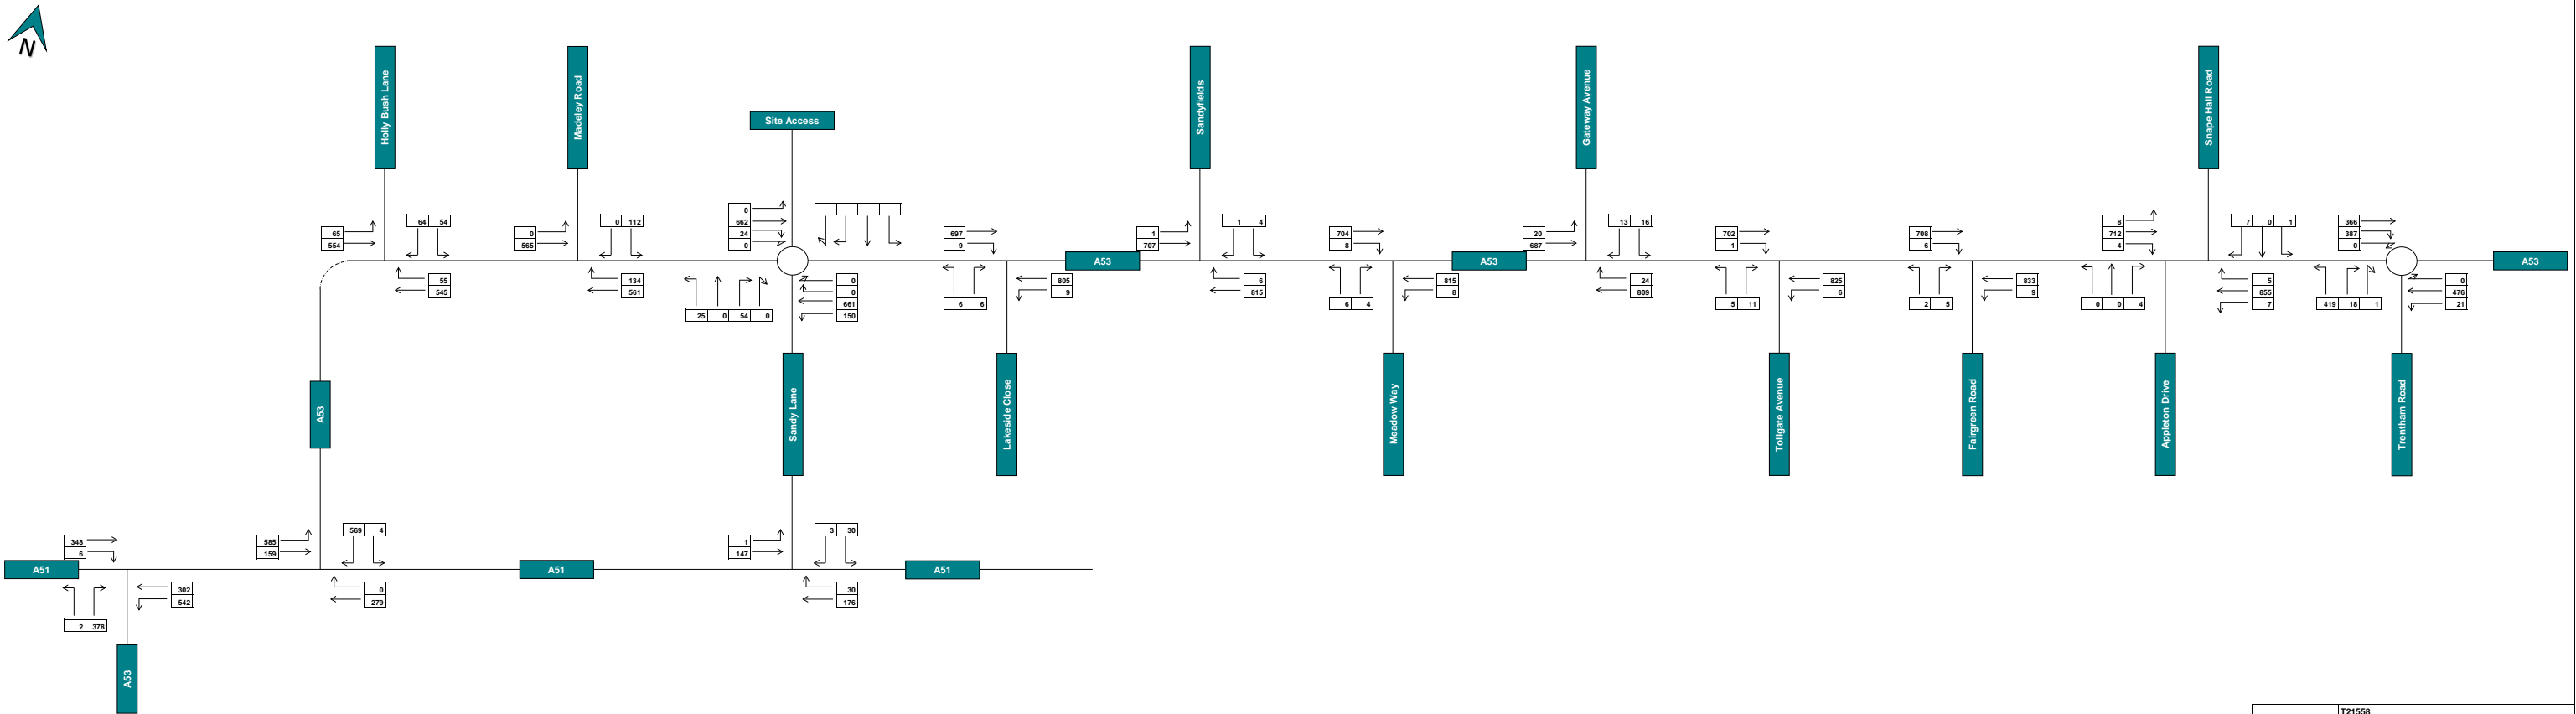 N
Holly Bush Lane
Madeley Road
Site Access
Sandyfields
Gateway Avenue
Snape Hall Road
65
554
64 54
55
545
0
565
0 112
134
561
0
662
24
0
25 0 54 0
0
0
661
150
697
9
6 6
805
9
A53
1
707
1 4
6
815
704
8
6 4
815
8
A53
20
687
13 16
24
809
702
1
5 11
825
6
708
6
2 5
833
9
8
712
4
0 0 4
7 0 1
5
855
7
366
387
0
419 18 1
0
476
21
A53
A53
Sandy Lane
Lakeside Close
Meadow Way
Tollgate Avenue
Fairgreen Road
Appleton Drive
Trentham Road
348
6
A51
2 378
302
542
A53
585
159
569 4
0
279
A51
1
147
3 30
30
176
A51
T21558